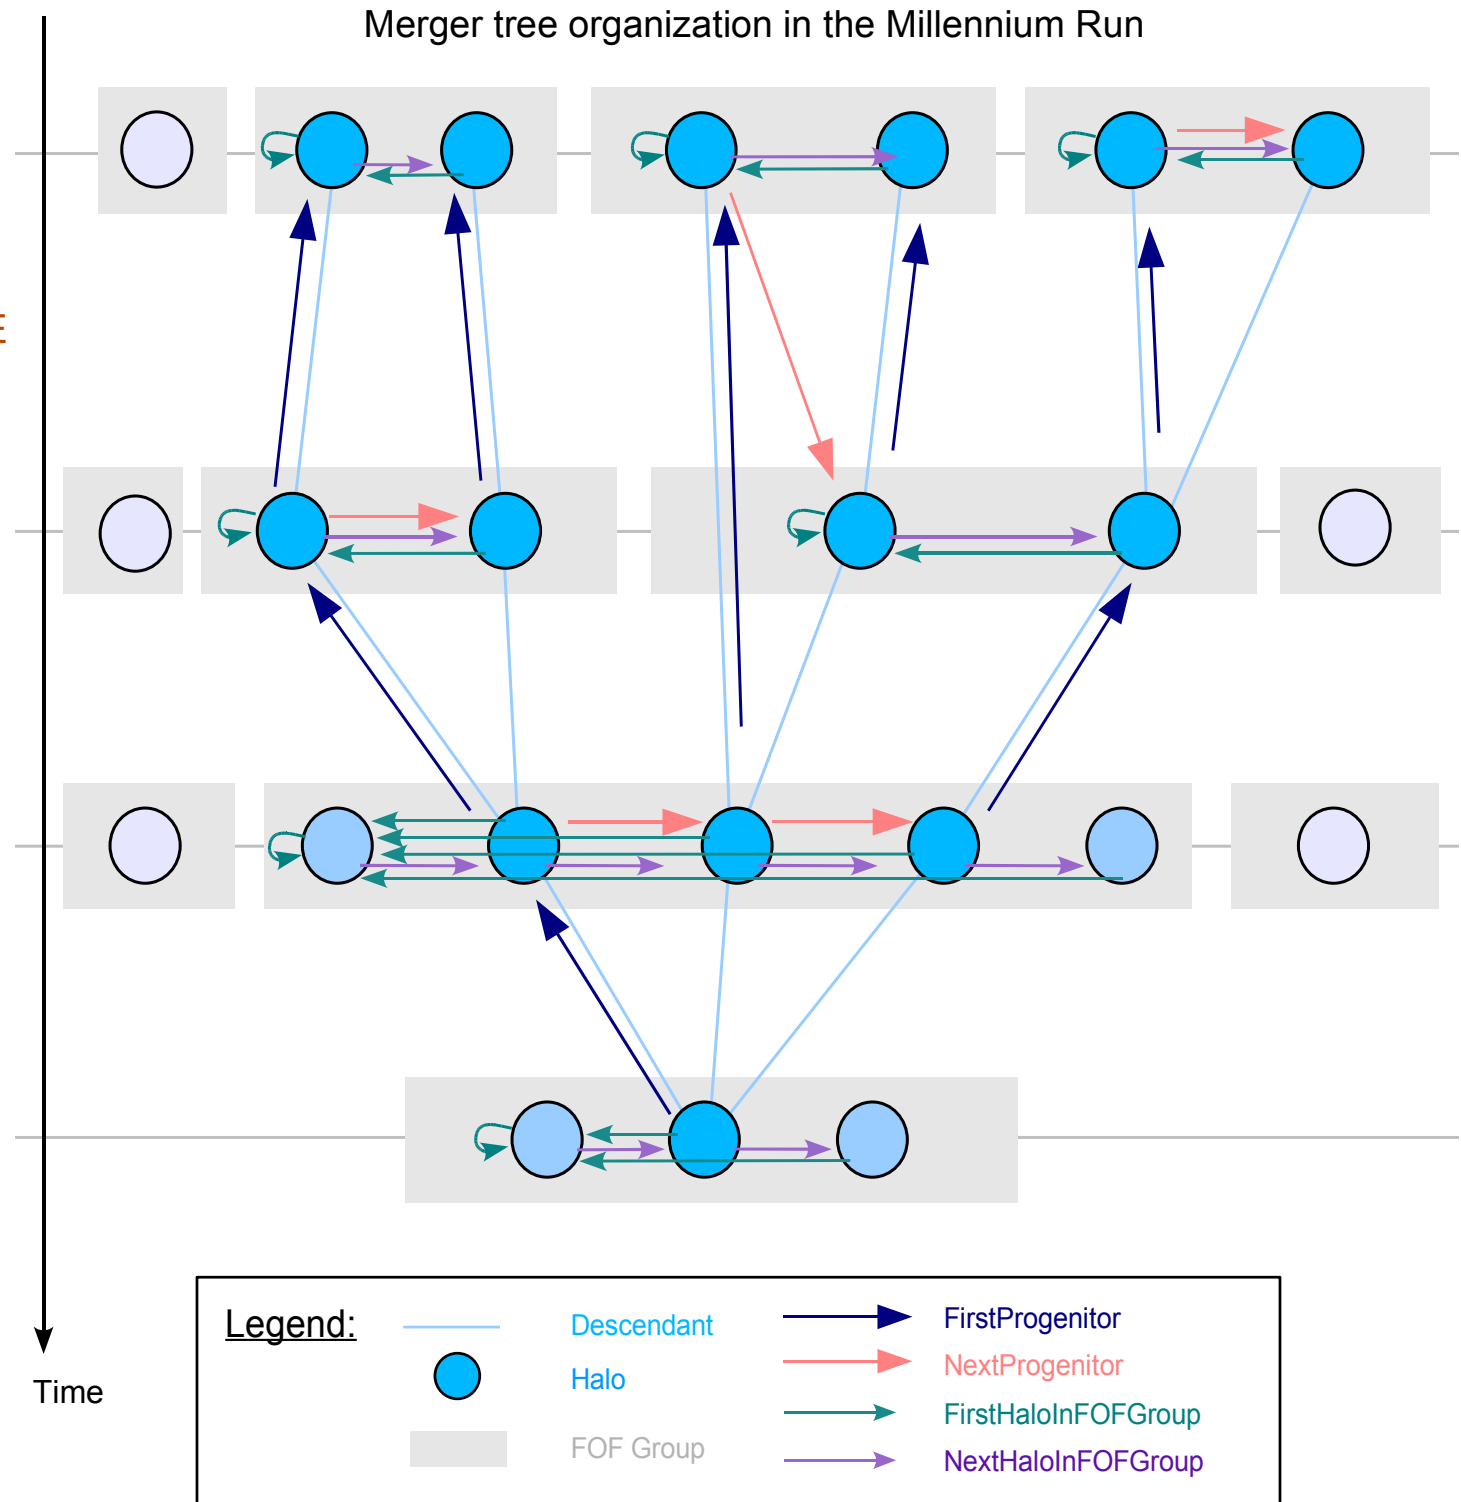 Merger tree organization in the Millennium Run
E
Time
Legend:
Descendant
Halo
FOF Group
FirstProgenitor
NextProgenitor
FirstHaloInFOFGroup
NextHaloInFOFGroup